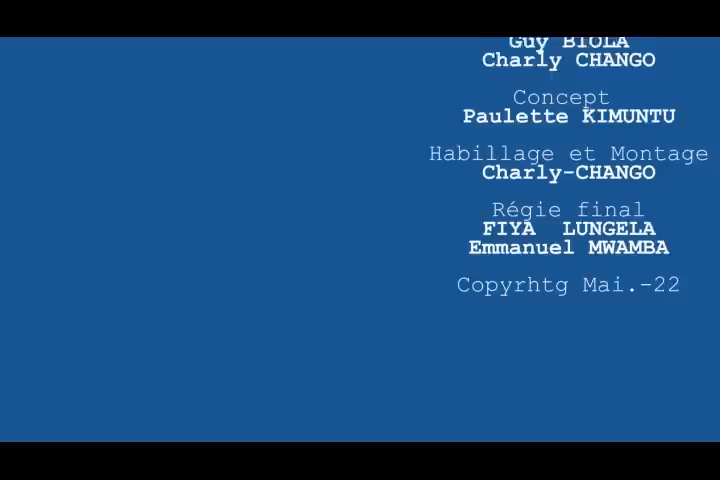 Guy BIOLA
Charly CHANGO
Concept
Paulette KIMUNTU
Habillage et Montage
Charly-CHANGO
Régie final
FIYA LUNGELA
Emmanuel MWAMBA
Copyrhtg Mai.-22